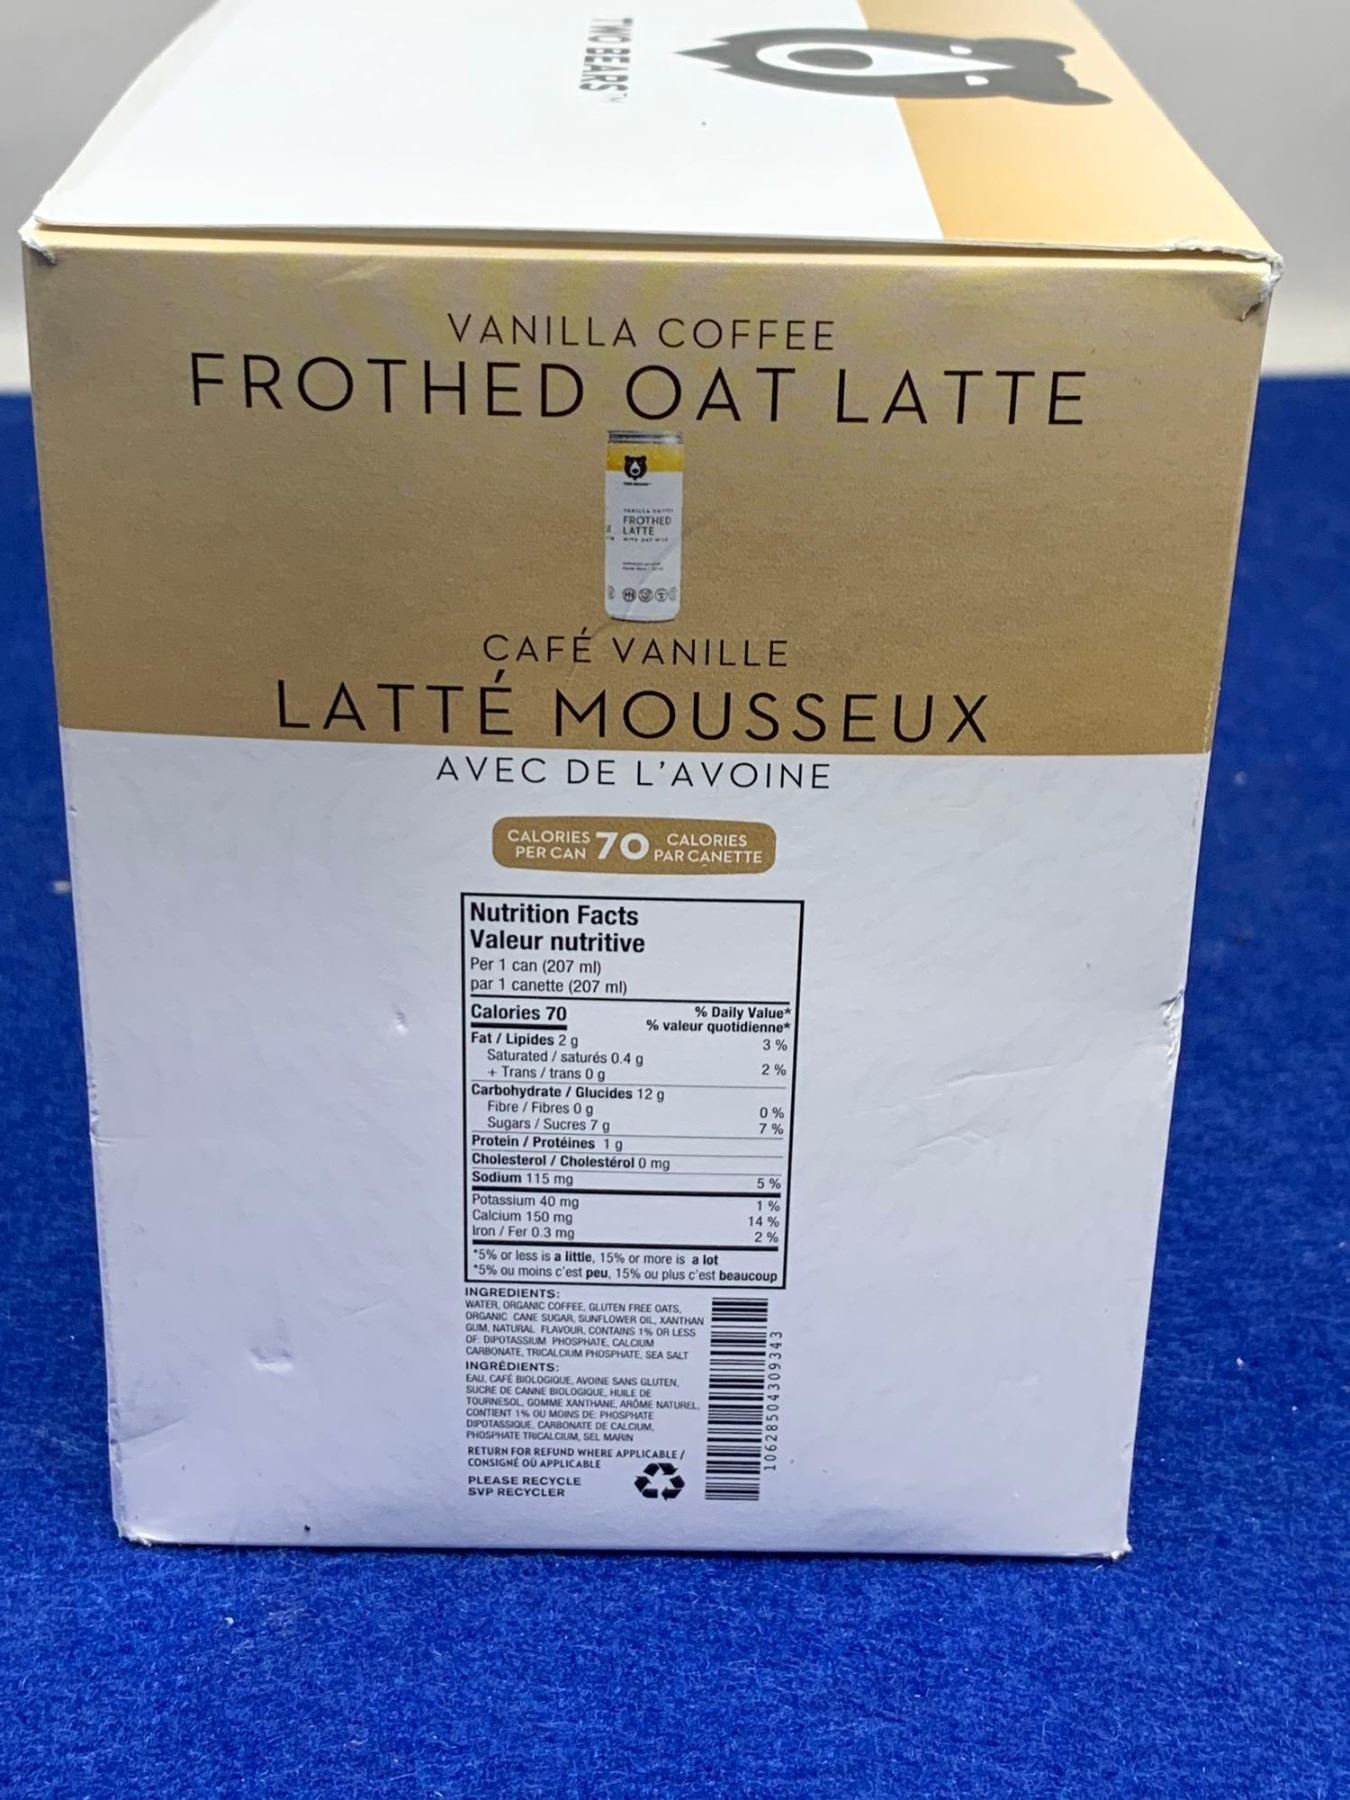 TWO BEARS™
VANILLA COFFEE
FROTHED OAT LATTE
FROTHED
LATTE
CAFÉ VANILLE
LATTÉ MOUSSEUX
AVEC DE L'AVOINE
CALORIES PER CAN 70 CALORIES PAR CANETTE
Nutrition Facts
Valeur nutritive
Per 1 can (207 ml)
par 1 canette (207 ml)
Calories 70
% Daily Value*
% valeur quotidienne*
Fat / Lipides 2 g 3 %
Saturated / saturés 0.4 g
+ Trans / trans 0 g 2 %
Carbohydrate / Glucides 12 g
Fibre / Fibres 0 g 0 %
Sugars / Sucres 7 g 7 %
Protein / Protéines 1 g
Cholesterol / Cholestérol 0 mg
Sodium 115 mg 5 %
Potassium 40 mg 1 %
Calcium 150 mg 14 %
Iron / Fer 0.3 mg 2 %
*5% or less is a little, 15% or more is a lot
*5% ou moins c'est peu, 15% ou plus c'est beaucoup
INGREDIENTS:
WATER, ORGANIC COFFEE, GLUTEN FREE OATS,
ORGANIC CANE SUGAR, SUNFLOWER OIL, XANTHAN
GUM, NATURAL FLAVOUR, CONTAINS 1% OR LESS
OF: DIPOTASSIUM PHOSPHATE, CALCIUM
CARBONATE, TRICALCIUM PHOSPHATE, SEA SALT
INGRÉDIENTS:
EAU, CAFÉ BIOLOGIQUE, AVOINE SANS GLUTEN,
SUCRE DE CANNE BIOLOGIQUE, HUILE DE
TOURNESOL, GOMME XANTHANE, ARÔME NATUREL,
CONTIENT 1% OU MOINS DE: PHOSPHATE
DIPOTASSIQUE, CARBONATE DE CALCIUM,
PHOSPHATE TRICALCIUM, SEL MARIN
RETURN FOR REFUND WHERE APPLICABLE /
CONSIGNÉ OÙ APPLICABLE
PLEASE RECYCLE
SVP RECYCLER
10628504309343